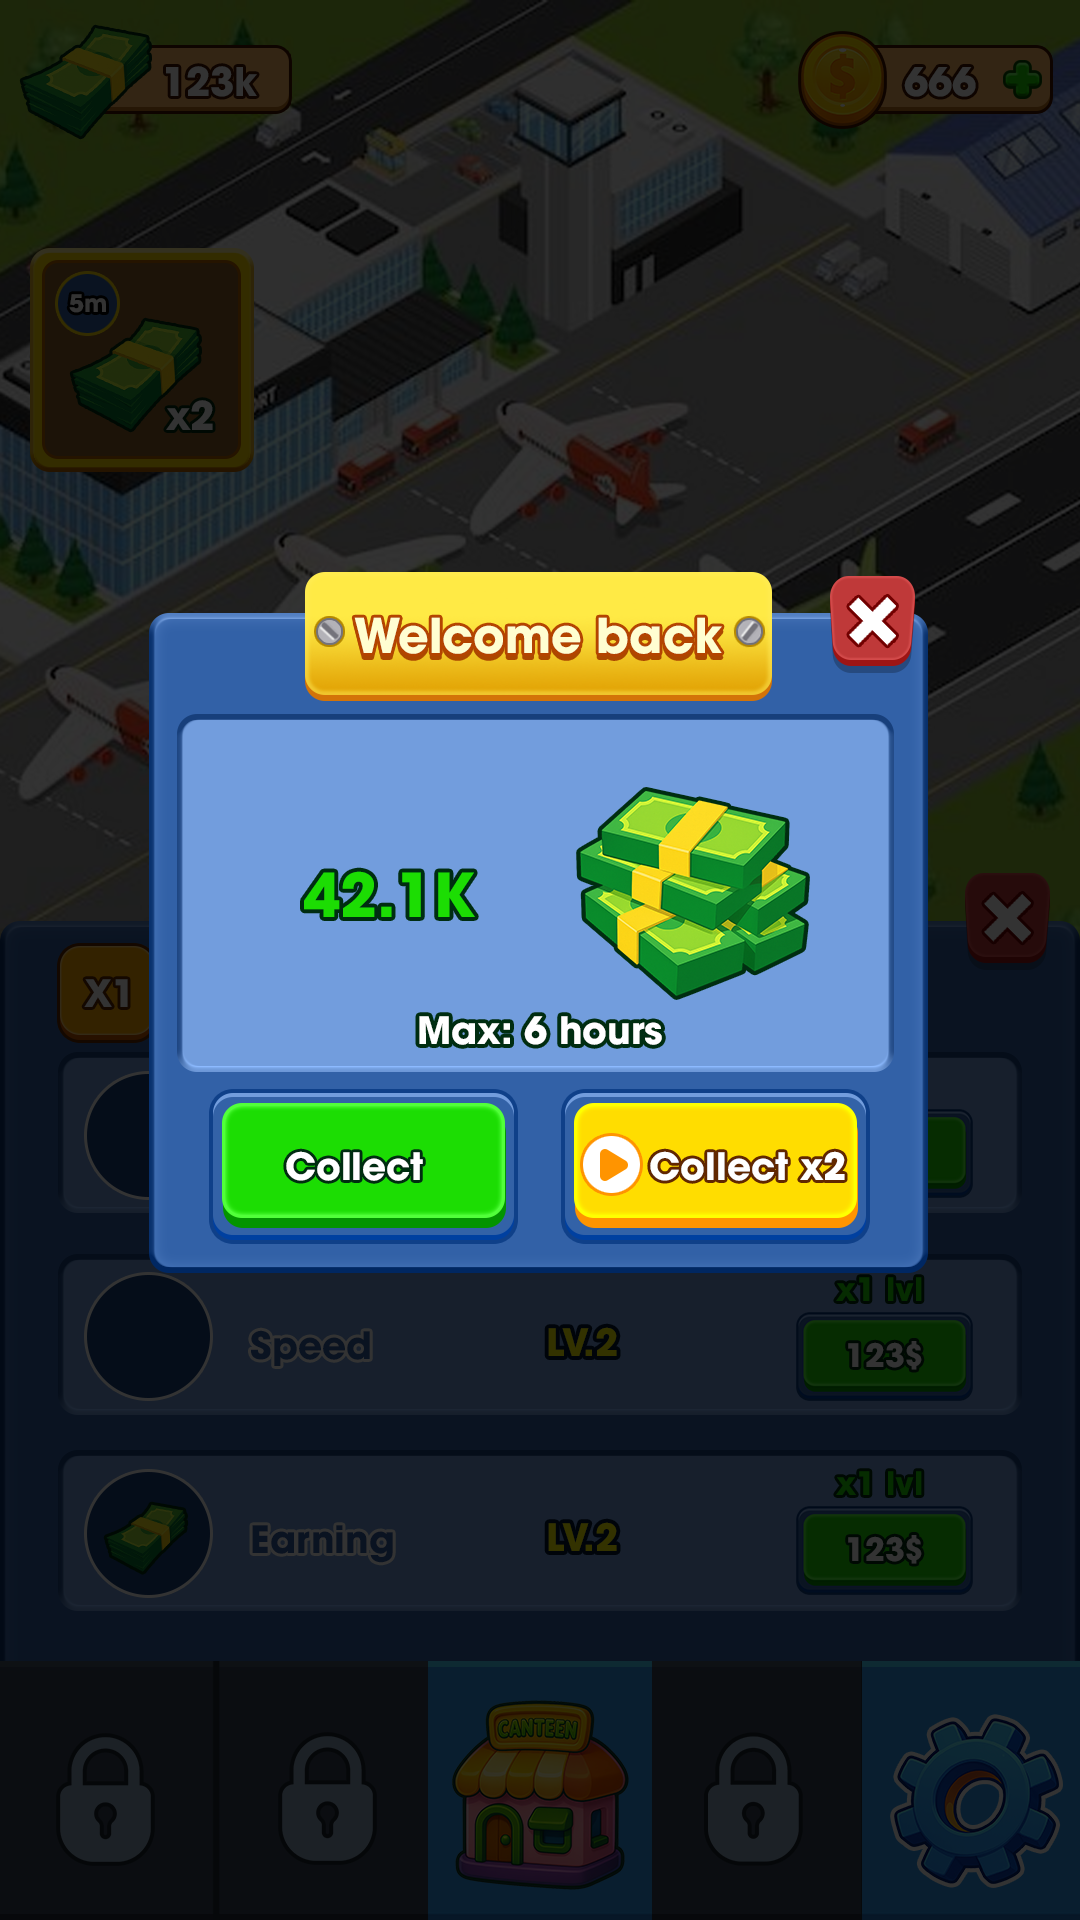 123k
666
5m
x2
Welcome back
42.1K
Max: 6 hours
X1
Collect
Collect x2
x1 lvl
Speed
LV.2
123$
x1 lvl
Earning
LV.2
123$
CANTEEN